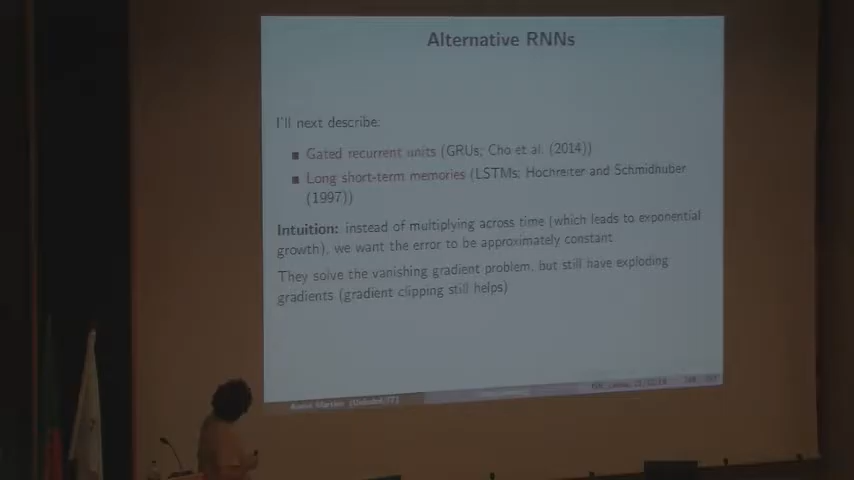 Alternative RNNs
I'll next describe:
Gated recurrent units (GRUs; Cho et al. (2014))
Long short-term memories (LSTMs; Hochreiter and Schmidhuber
(1997))
Intuition: instead of multiplying across time (which leads to exponential
growth), we want the error to be approximately constant
They solve the vanishing gradient problem, but still have exploding
gradients (gradient clipping still helps)